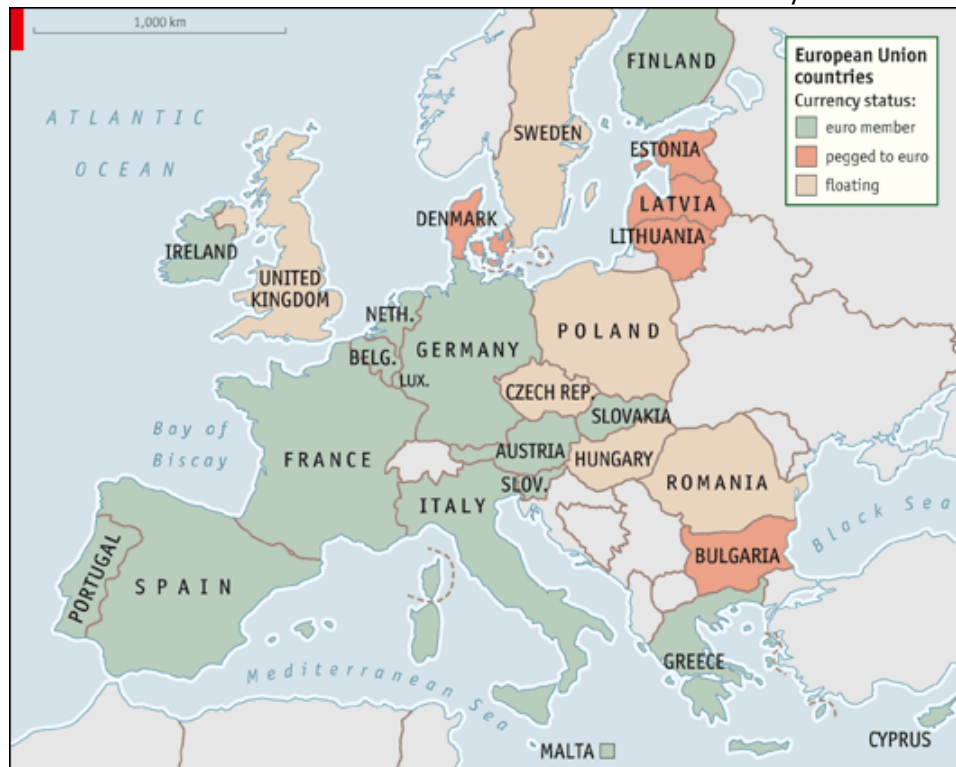 1,000 km
European Union
countries
Currency status:
euro member
pegged to euro
floating
FINLAND
ATLANTIC
OCEAN
SWEDEN
ESTONIA
LATVIA
LITHUANIA
DENMARK
IRELAND
UNITED
KINGDOM
NETH.
BELG.
LUX.
GERMANY
POLAND
CZECH REP.
SLOVAKIA
Bay of
Biscay
FRANCE
AUSTRIA
HUNGARY
SLOV.
ITALY
ROMANIA
Black Sea
BULGARIA
PORTUGAL
SPAIN
Mediterranean Sea
GREECE
MALTA
CYPRUS